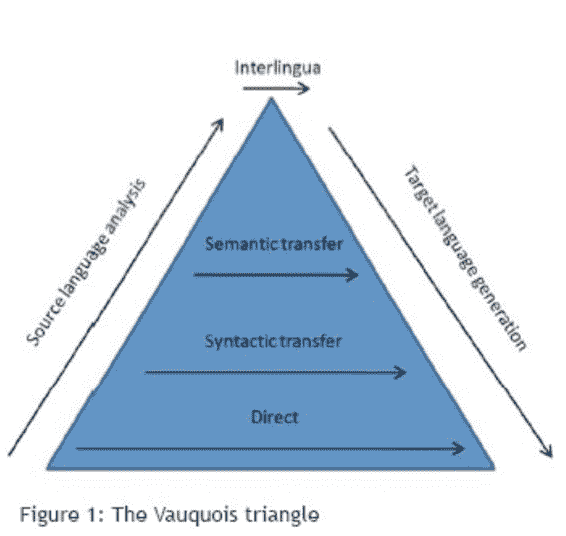 Interlingua
Source language analysis
Target language generation
Semantic transfer
Syntactic transfer
Direct
Figure 1: The Vauquois triangle